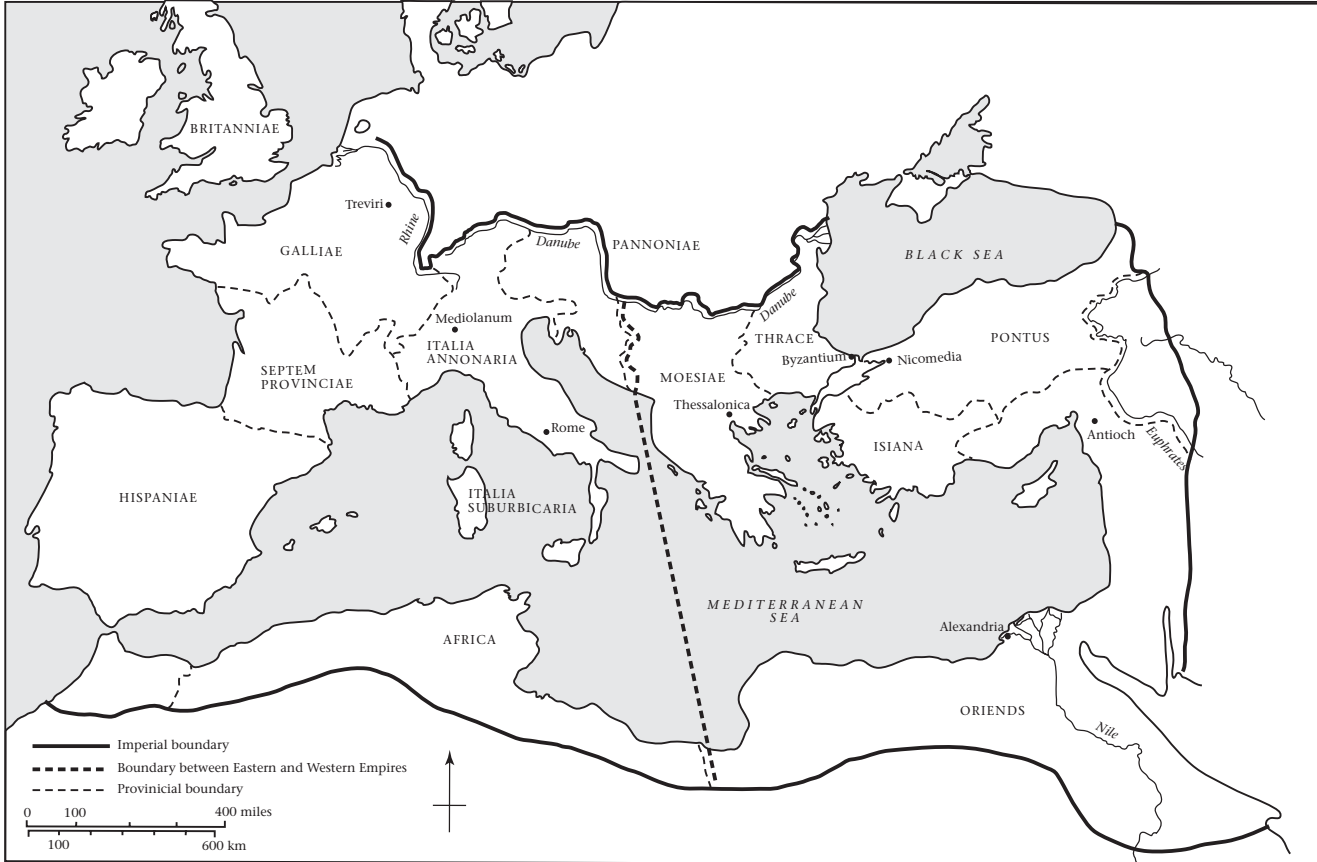 BRITANNIAE
Treviri
Rhine
GALLIAE
Danube
PANNONIAE
BLACK SEA
Mediolanum
ITALIA
ANNONARIA
SEPTEM
PROVINCIAE
Danube
THRACE
Byzantium
Nicomedia
PONTUS
MOESIAE
Thessalonica
Rome
ISIANA
Antioch
Euphrates
HISPANIAE
ITALIA
SUBURBICARIA
MEDITERRANEAN
SEA
AFRICA
Alexandria
ORIENDS
Nile
Imperial boundary
Boundary between Eastern and Western Empires
Provinicial boundary
0 100 400 miles
100 600 km